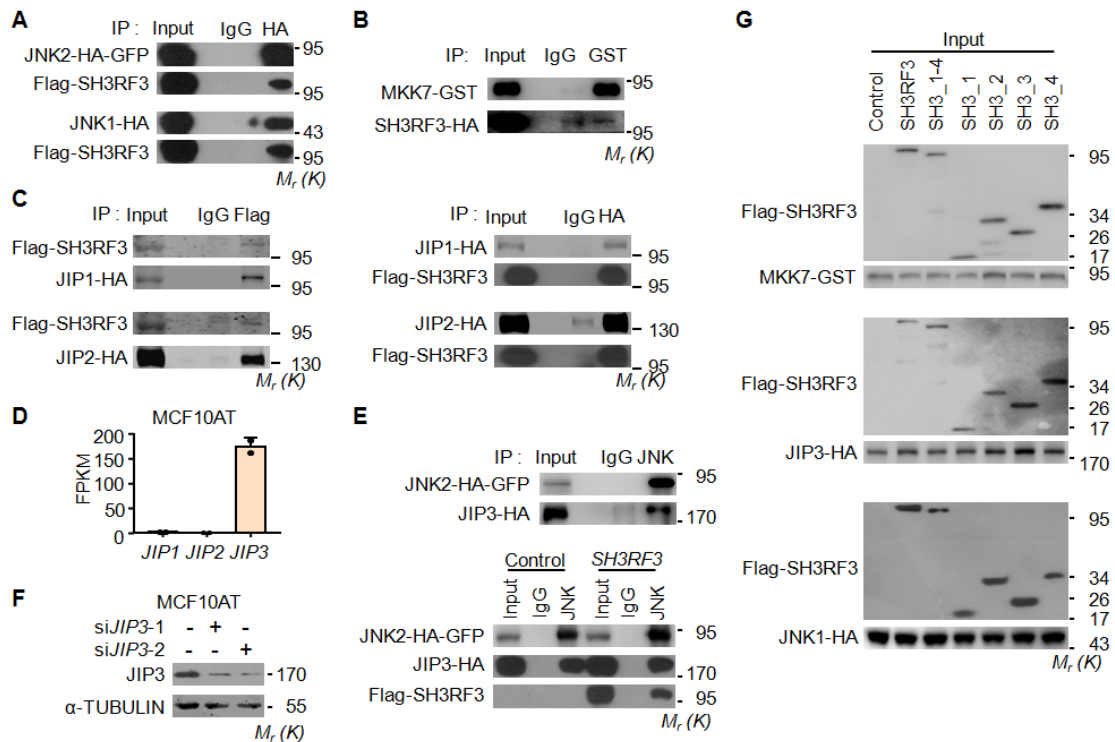 A
IP : Input IgG HA
JNK2-HA-GFP -95
Flag-SH3RF3 -95
JNK1-HA -43
Flag-SH3RF3 -95
Mr (K)
B
IP: Input IgG GST
MKK7-GST -95
SH3RF3-HA -95
Mr (K)
C
IP : Input IgG Flag
Flag-SH3RF3 95
JIP1-HA 95
Flag-SH3RF3 95
JIP2-HA 130
Mr (K)
IP : Input IgG HA
JIP1-HA 95
Flag-SH3RF3 95
JIP2-HA 130
Flag-SH3RF3 95
Mr (K)
D
MCF10AT
FPKM
200
150
100
50
0
JIP1 JIP2 JIP3
E
IP : Input IgG JNK
JNK2-HA-GFP - 95
JIP3-HA - 170
Control SH3RF3
Input IgG JNK Input IgG JNK
JNK2-HA-GFP - 95
JIP3-HA - 170
Flag-SH3RF3 - 95
Mr (K)
F
MCF10AT
siJIP3-1 - + -
siJIP3-2 - - +
JIP3 - 170
α-TUBULIN - 55
Mr (K)
G
Input
Control SH3RF3 SH3_1-4 SH3_1 SH3_2 SH3_3 SH3_4
Flag-SH3RF3
95
34
26
17
MKK7-GST 95
Flag-SH3RF3
95
34
26
17
JIP3-HA 170
Flag-SH3RF3
95
34
26
17
JNK1-HA 43
Mr (K)